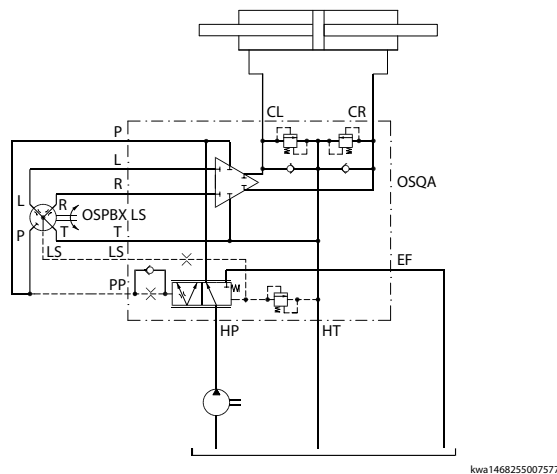 CL
CR
P
L
R
OSQA
L
R
OSPBX LS
P
T
T
LS
LS
EF
PP
HP
HT
kwa1468255007577